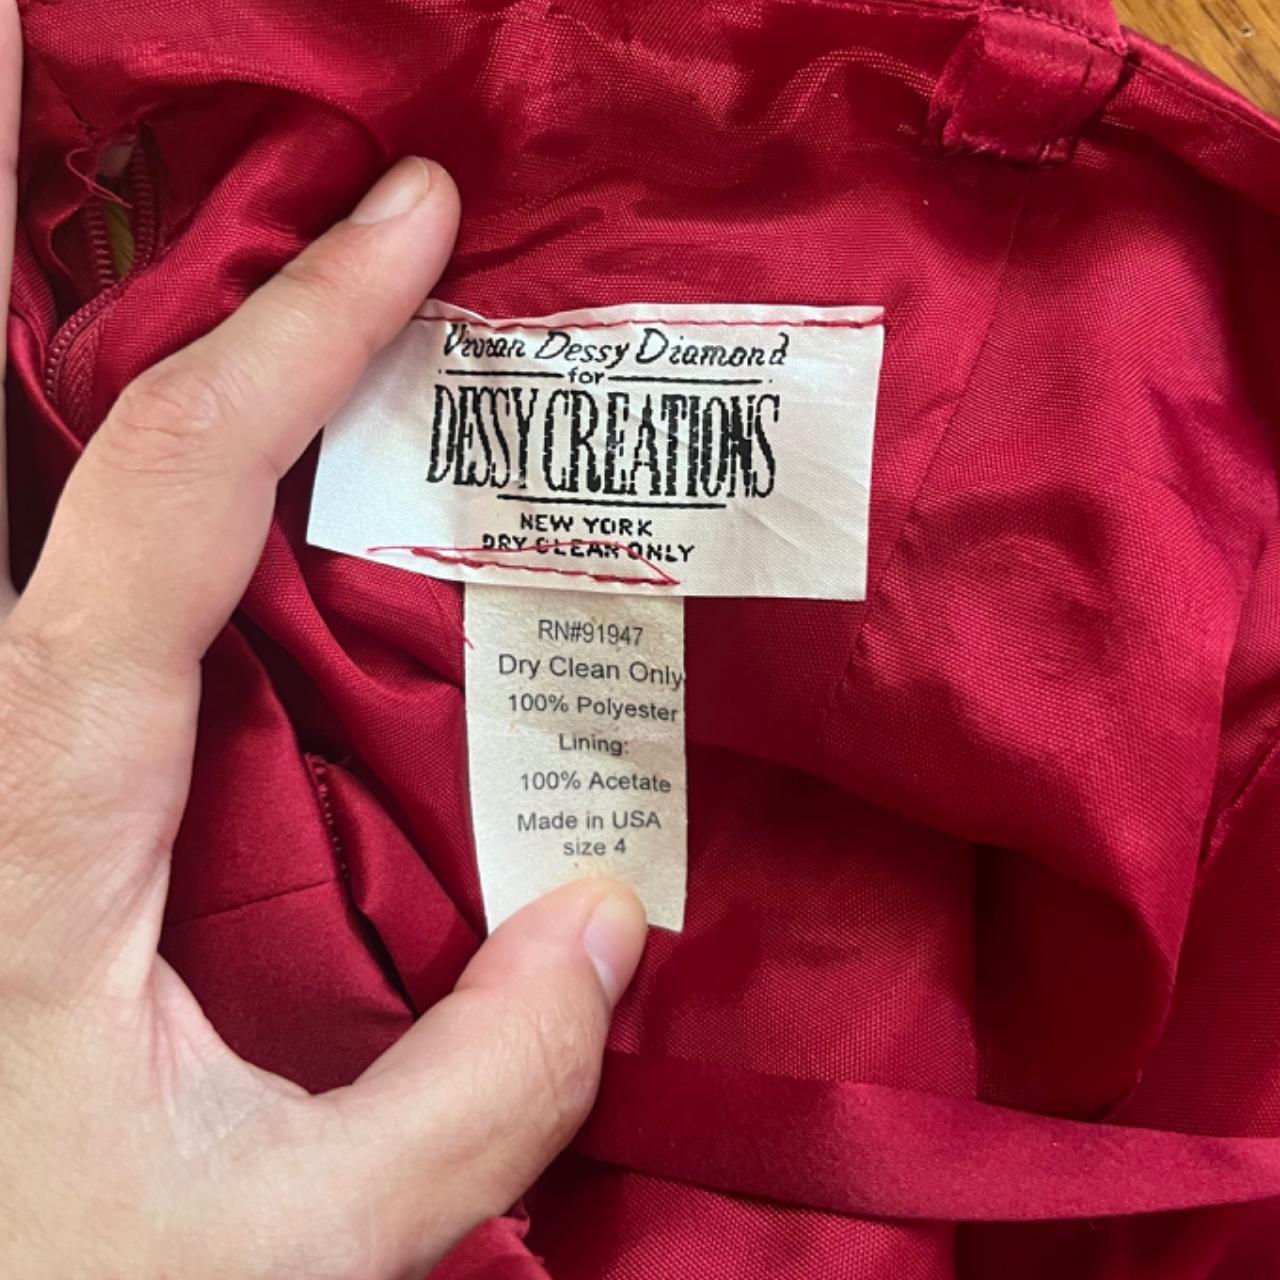 Vivian Dessy Diamond
for
DESSY CREATIONS
NEW YORK
DRY CLEAN ONLY
RN#91947
Dry Clean Only
100% Polyester
Lining:
100% Acetate
Made in USA
size 4